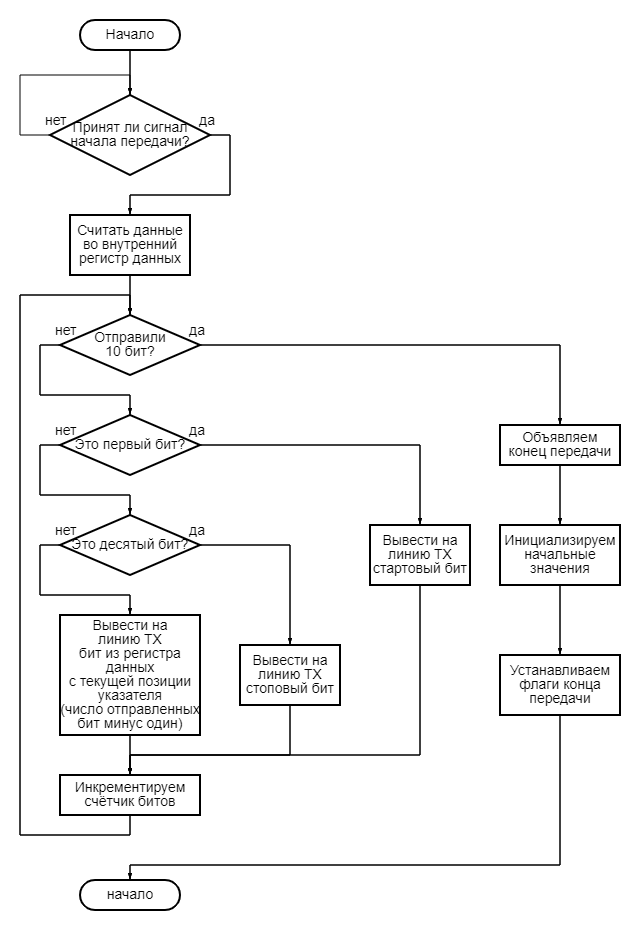 Начало
нет
да
Принят ли сигнал
начала передачи?
Считать данные
во внутренний
регистр данных
нет
да
Отправили
10 бит?
нет
да
Это первый бит?
Объявляем
конец передачи
нет
да
Это десятый бит?
Вывести на
линию TX
стартовый бит
Инициализируем
начальные
значения
Вывести на
линию TX
бит из регистра
данных
с текущей позиции
указателя
(число отправленных
бит минус один)
Вывести на
линию TX
стоповый бит
Устанавливаем
флаги конца
передачи
Инкрементируем
счётчик битов
начало